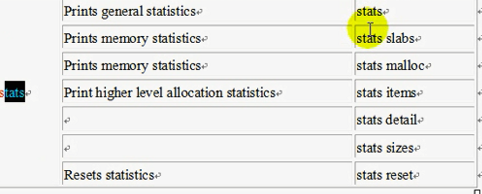 Prints general statistics stats
Prints memory statistics stats slabs
Prints memory statistics stats malloc
stats Print higher level allocation statistics stats items
stats detail
stats sizes
Resets statistics stats reset